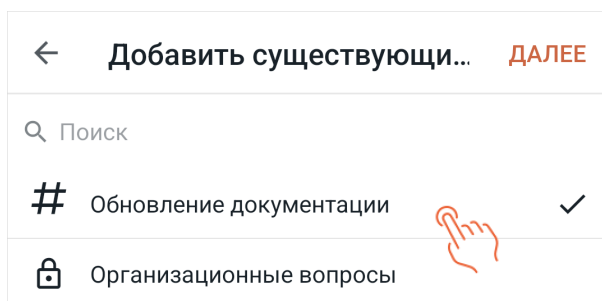 Добавить существующи... ДАЛЕЕ
Поиск
# Обновление документации
Организационные вопросы